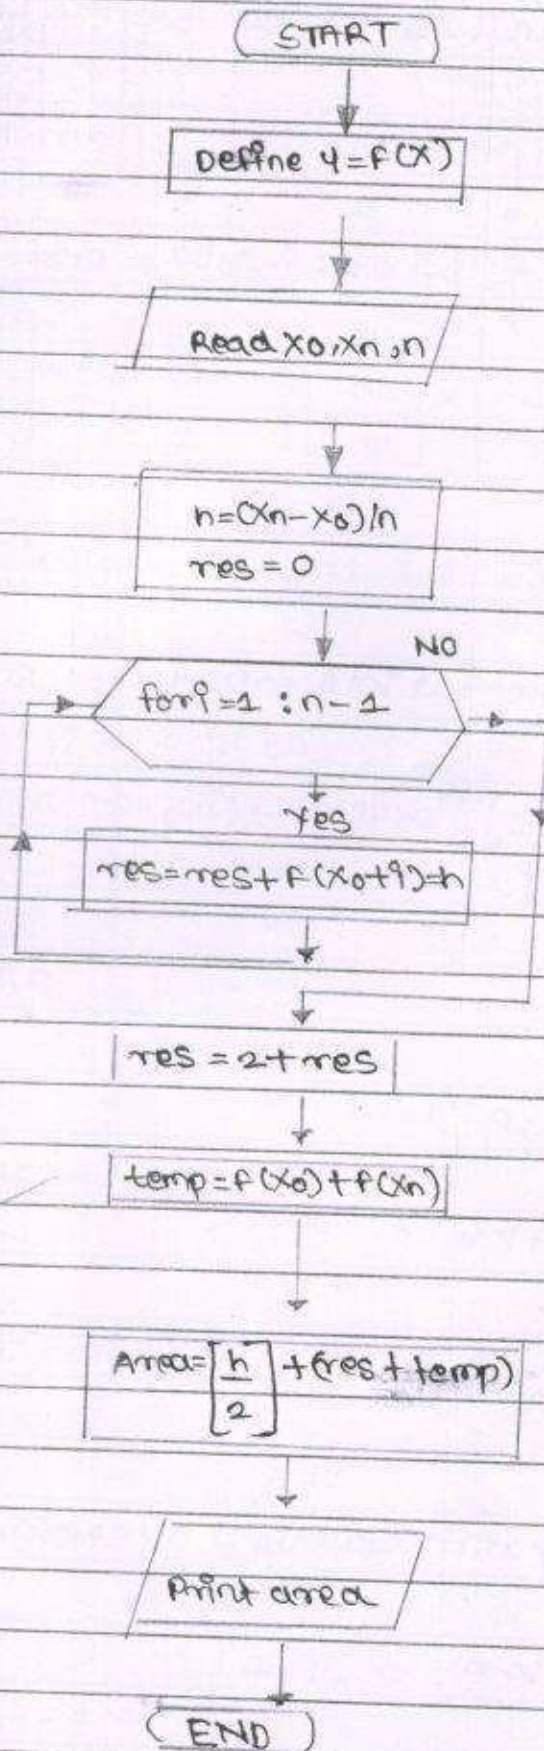 START
Define y=f(x)
Read x0,xn,n
h=(xn-x0)/n
res=0
NO
for i=1:n-1
Yes
res=res+f(x0+i)=h
res=2+res
temp=f(x0)+f(xn)
Area=[h/2]+(res+temp)
Print area
END